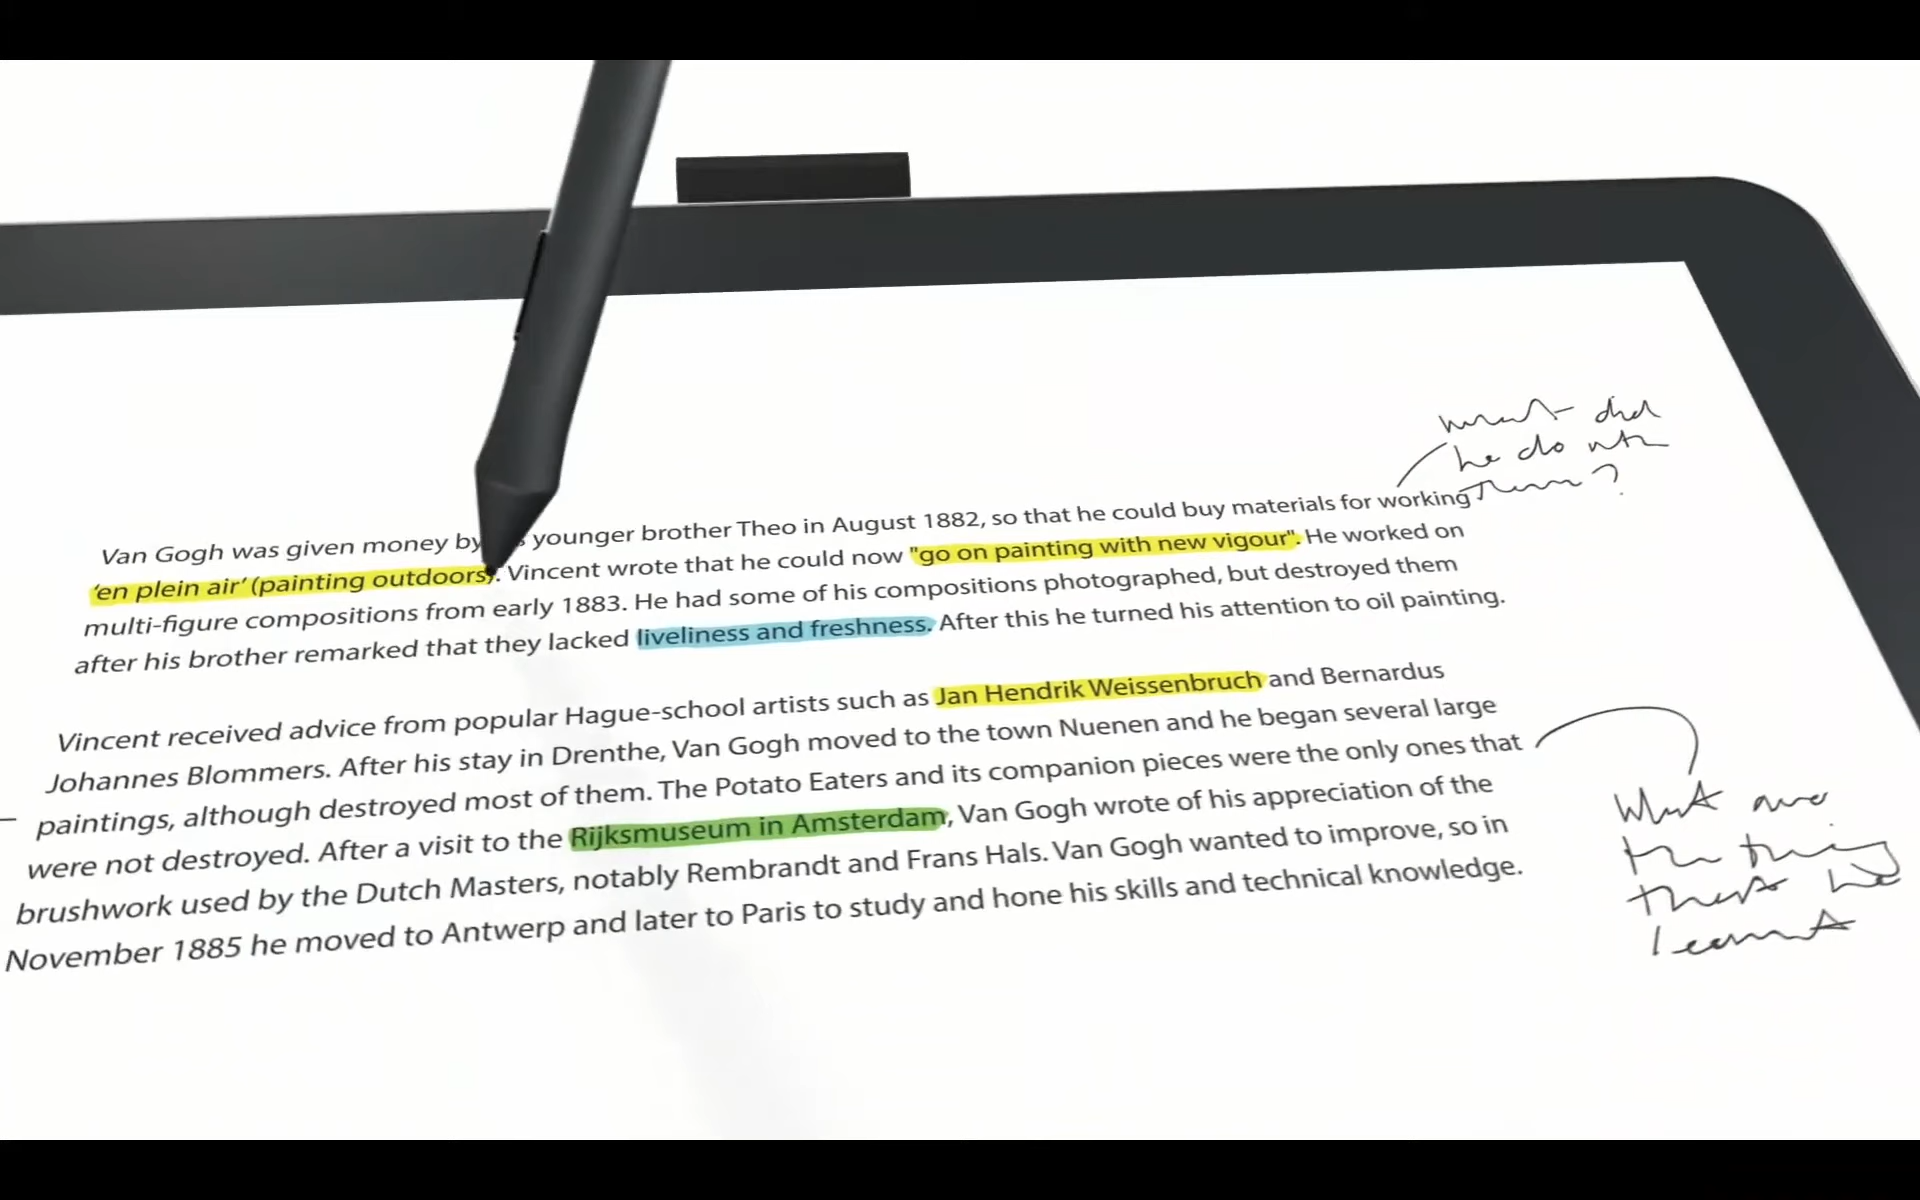 what did
he do with
them?
Van Gogh was given money by younger brother Theo in August 1882, so that he could buy materials for working
‘en plein air’ (painting outdoors). Vincent wrote that he could now "go on painting with new vigour". He worked on
multi-figure compositions from early 1883. He had some of his compositions photographed, but destroyed them
after his brother remarked that they lacked liveliness and freshness. After this he turned his attention to oil painting.
Vincent received advice from popular Hague-school artists such as Jan Hendrik Weissenbruch and Bernardus
Johannes Blommers. After his stay in Drenthe, Van Gogh moved to the town Nuenen and he began several large
paintings, although destroyed most of them. The Potato Eaters and its companion pieces were the only ones that
were not destroyed. After a visit to the Rijksmuseum in Amsterdam, Van Gogh wrote of his appreciation of the
brushwork used by the Dutch Masters, notably Rembrandt and Frans Hals. Van Gogh wanted to improve, so in
November 1885 he moved to Antwerp and later to Paris to study and hone his skills and technical knowledge.
What are
the thing
that he
learnt